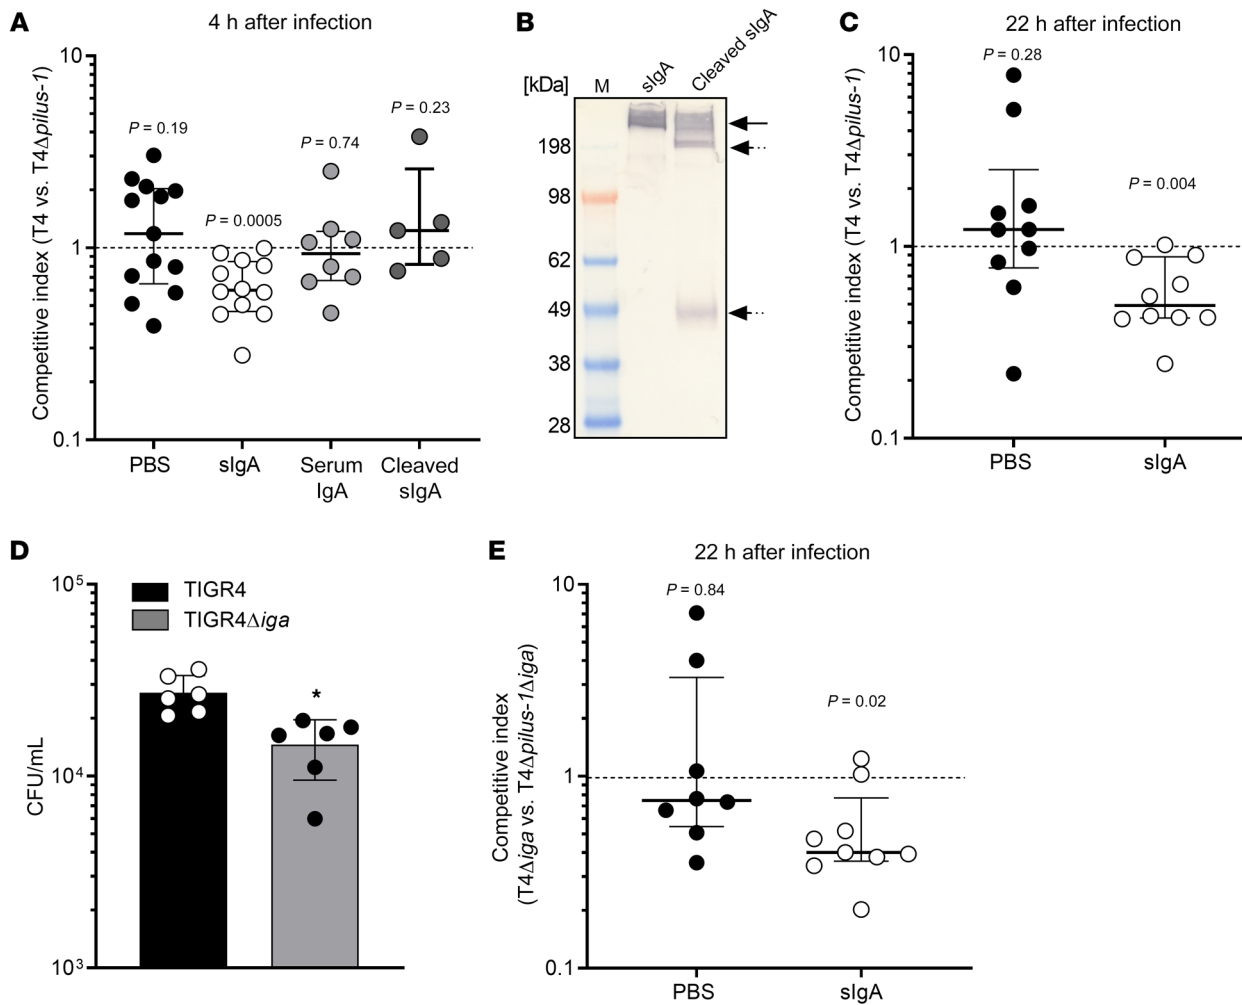 A
4 h after infection
Competitive index (T4 vs. T4Δpilus-1)
10
1
0.1
P = 0.19
P = 0.0005
P = 0.74
P = 0.23
PBS
sIgA
Serum
IgA
Cleaved
sIgA
B
[kDa]
M
sIgA
Cleaved sIgA
198
98
62
49
38
28
C
22 h after infection
Competitive index (T4 vs. T4Δpilus-1)
10
1
0.1
P = 0.28
P = 0.004
PBS
sIgA
D
CFU/mL
10⁵
10⁴
10³
TIGR4
TIGR4Δiga
*
E
22 h after infection
Competitive index
(T4Δiga vs. T4Δpilus-1Δiga)
10
1
0.1
P = 0.84
P = 0.02
PBS
sIgA